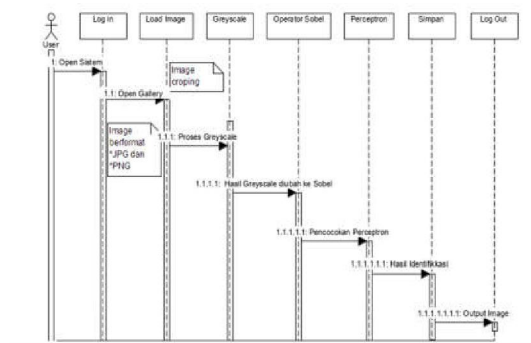 Log In
Load Image
Greyscale
Operator Sobel
Perceptron
Simpan
Log Out
User
1: Open Sistem
Image
croping
1.1: Open Gallery
Image
berformat
*JPG dan
*PNG
1.1.1: Proses Greyscale
1.1.1.1: Hasil Greyscale diubah ke Sobel
1.1.1.1.1: Pencocokan Perceptron
1.1.1.1.1.1: Hasil Identifikkasi
1.1.1.1.1.1.1: Output Image